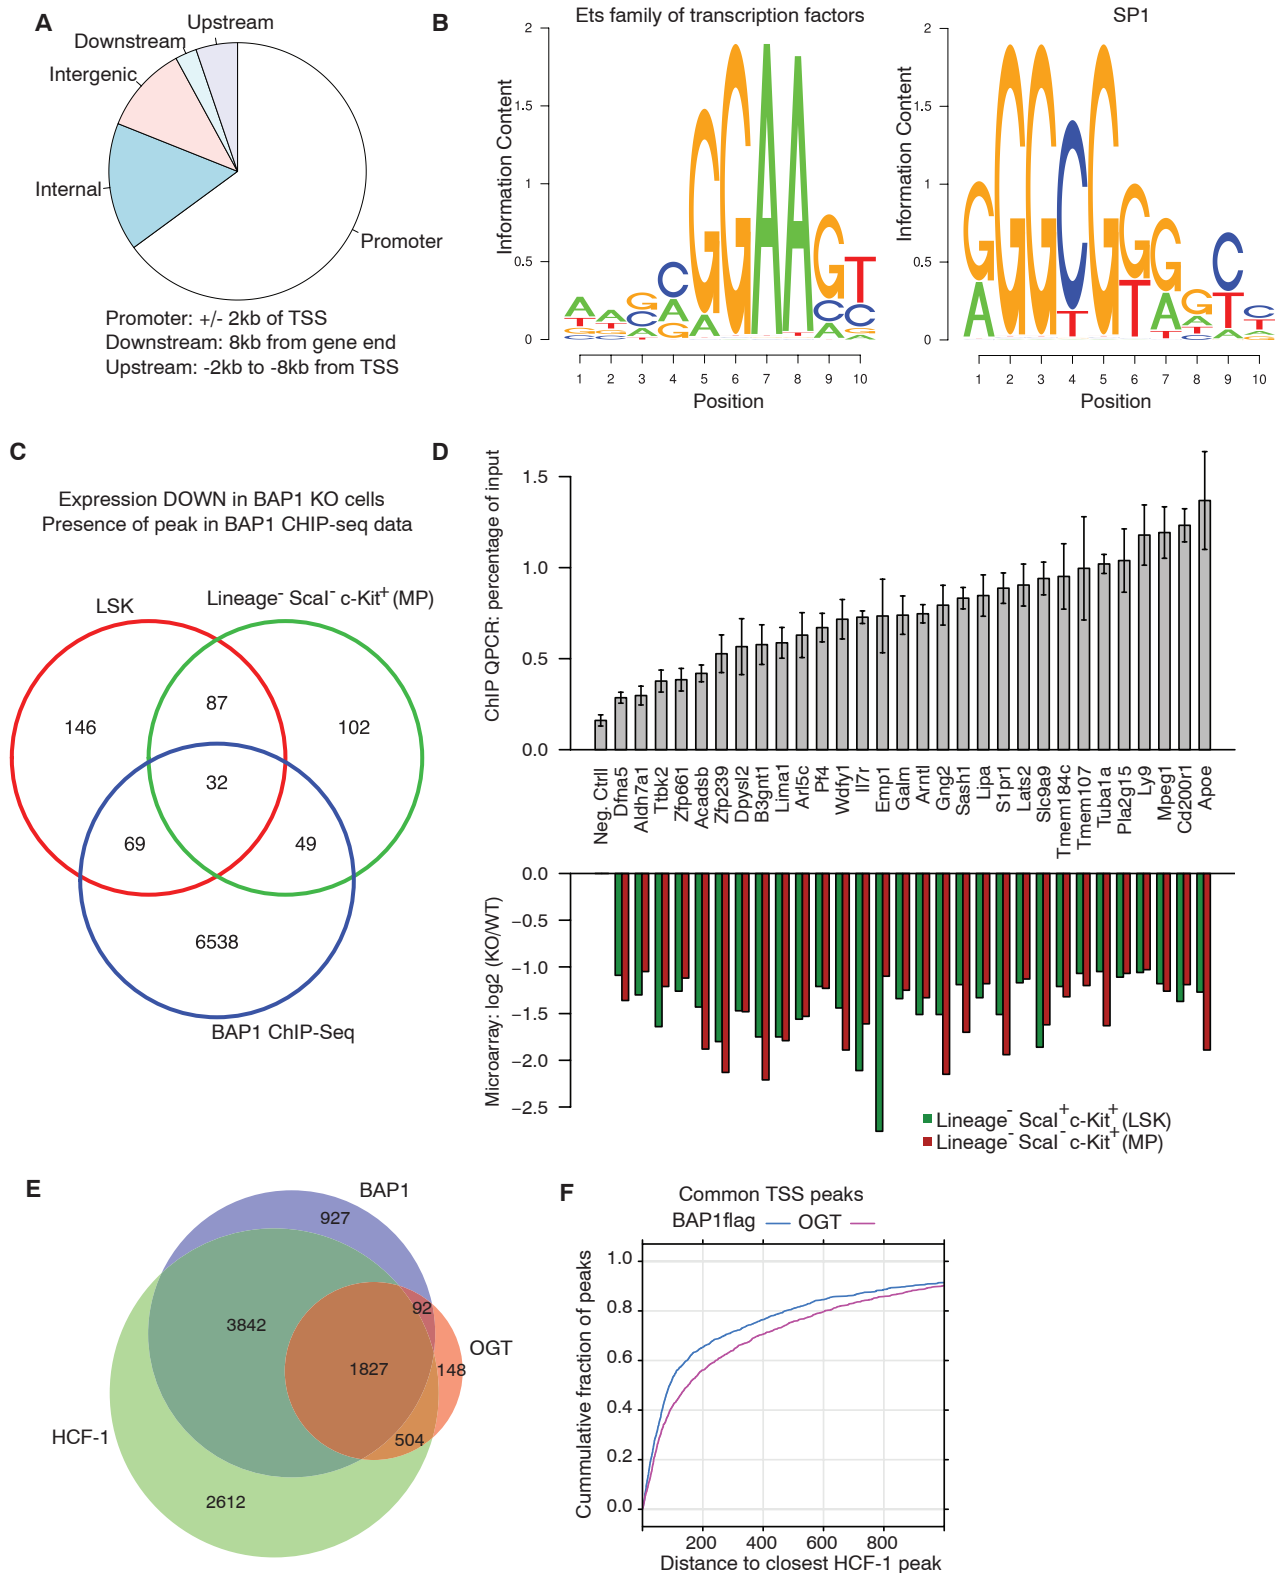 A
Upstream
Downstream
Intergenic
Internal
Promoter
Promoter: +/- 2kb of TSS
Downstream: 8kb from gene end
Upstream: -2kb to -8kb from TSS
B
Ets family of transcription factors
Information Content
2
1.5
1
0.5
0
1 2 3 4 5 6 7 8 9 10
Position
SP1
Information Content
2
1.5
1
0.5
0
1 2 3 4 5 6 7 8 9 10
Position
C
Expression DOWN in BAP1 KO cells
Presence of peak in BAP1 CHIP-seq data
LSK
Lineage- ScaI- c-Kit+ (MP)
146
87
102
32
69
49
6538
BAP1 ChIP-Seq
D
ChIP QPCR: percentage of input
1.5
1.0
0.5
0.0
Neg. Ctrll
Dfna5
Aldh7a1
Ttbk2
Zfp661
Acadsb
Zfp239
Dpysl2
B3gnt1
Lima1
Arl5c
Pf4
Wdfy1
Il7r
Emp1
Galm
Arntl
Gng2
Sash1
Lipa
S1pr1
Lats2
Slc9a9
Tmem184c
Tmem107
Tuba1a
Pla2g15
Ly9
Mpeg1
Cd200r1
Apoe
Microarray: log2 (KO/WT)
0.0
−0.5
−1.0
−1.5
−2.0
−2.5
Lineage- ScaI+ c-Kit+ (LSK)
Lineage- ScaI- c-Kit+ (MP)
E
BAP1
927
92
3842
OGT
1827
148
HCF-1
504
2612
F
Common TSS peaks
BAP1flag OGT
Cummulative fraction of peaks
1.0
0.8
0.6
0.4
0.2
0.0
200 400 600 800
Distance to closest HCF-1 peak